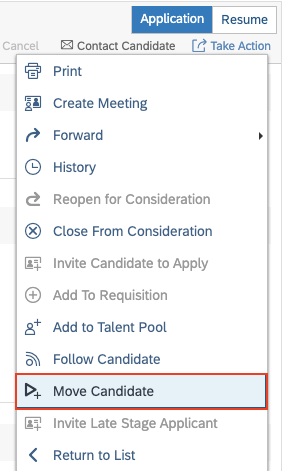 Application Resume
Cancel Contact Candidate Take Action
Print
Create Meeting
Forward
History
Reopen for Consideration
Close From Consideration
Invite Candidate to Apply
Add To Requisition
Add to Talent Pool
Follow Candidate
Move Candidate
Invite Late Stage Applicant
Return to List